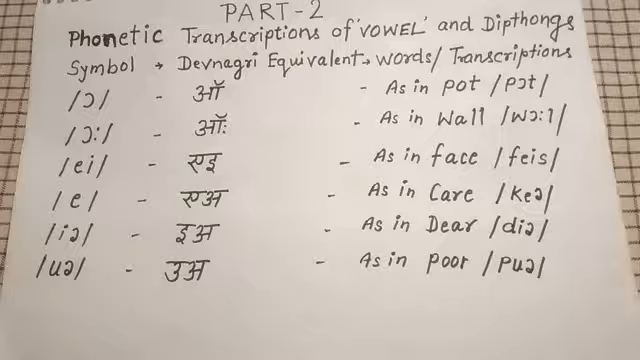 PART-2
Phonetic Transcriptions of 'VOWEL' and Dipthongs
Symbol → Devnagri Equivalent → Words/ Transcriptions
/ɔ/ - ऑ - As in pot /pɔt/
/ɔ:/ - ऑः - As in Wall /wɔ:l/
/ei/ - एइ - As in face /feis/
/e/ - एअ - As in Care /keə/
/iə/ - इअ - As in Dear /diə/
/uə/ - उअ - As in poor /puə/